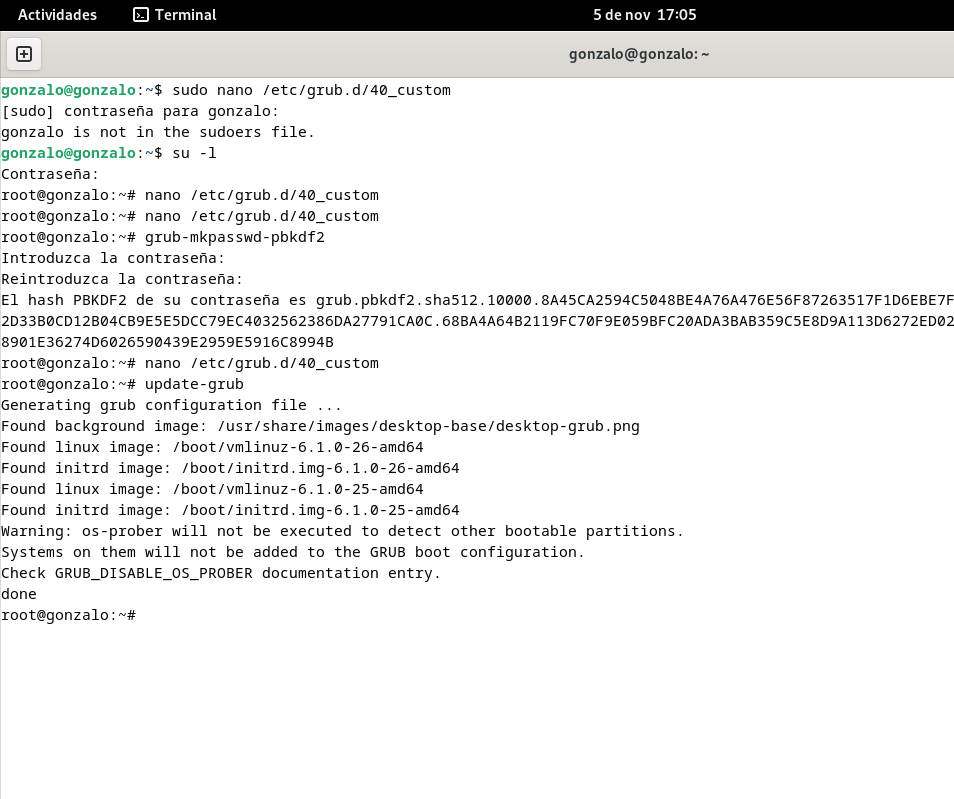 Actividades Terminal 5 de nov 17:05
gonzalo@gonzalo: ~
gonzalo@gonzalo:~$ sudo nano /etc/grub.d/40_custom
[sudo] contraseña para gonzalo:
gonzalo is not in the sudoers file.
gonzalo@gonzalo:~$ su -l
Contraseña:
root@gonzalo:~# nano /etc/grub.d/40_custom
root@gonzalo:~# nano /etc/grub.d/40_custom
root@gonzalo:~# grub-mkpasswd-pbkdf2
Introduzca la contraseña:
Reintroduzca la contraseña:
El hash PBKDF2 de su contraseña es grub.pbkdf2.sha512.10000.8A45CA2594C5048BE4A76A476E56F87263517F1D6EBE7F
2D33B0CD12B04CB9E5E5DCC79EC4032562386DA27791CA0C.68BA4A64B2119FC70F9E059BFC20ADA3BAB359C5E8D9A113D6272ED02
8901E36274D6026590439E2959E5916C8994B
root@gonzalo:~# nano /etc/grub.d/40_custom
root@gonzalo:~# update-grub
Generating grub configuration file ...
Found background image: /usr/share/images/desktop-base/desktop-grub.png
Found linux image: /boot/vmlinuz-6.1.0-26-amd64
Found initrd image: /boot/initrd.img-6.1.0-26-amd64
Found linux image: /boot/vmlinuz-6.1.0-25-amd64
Found initrd image: /boot/initrd.img-6.1.0-25-amd64
Warning: os-prober will not be executed to detect other bootable partitions.
Systems on them will not be added to the GRUB boot configuration.
Check GRUB_DISABLE_OS_PROBER documentation entry.
done
root@gonzalo:~#